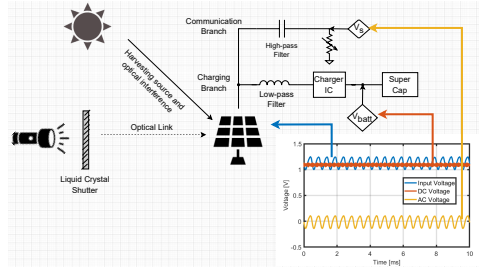 Communication
Branch
High-pass
Filter
Vs
Charging
Branch
Low-pass
Filter
Charger
IC
Super
Cap
Vbatt
Harvesting source and
optical interference
Optical Link
Liquid Crystal
Shutter
1.5
1
0.5
0
-0.5
Voltage [V]
Input Voltage
DC Voltage
AC Voltage
0 2 4 6 8 10
Time [ms]